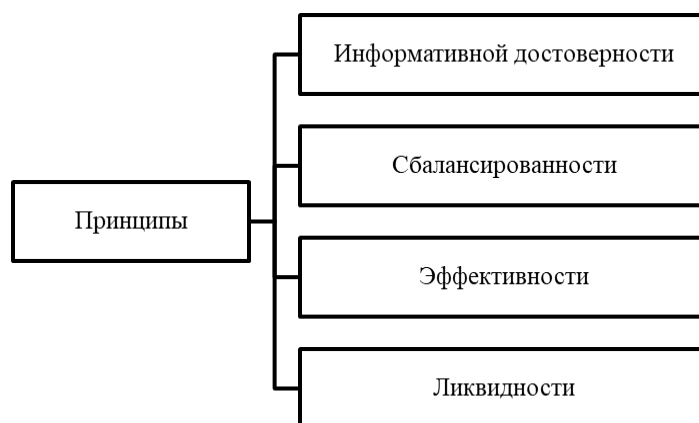 Информативной достоверности
Сбалансированности
Принципы
Эффективности
Ликвидности